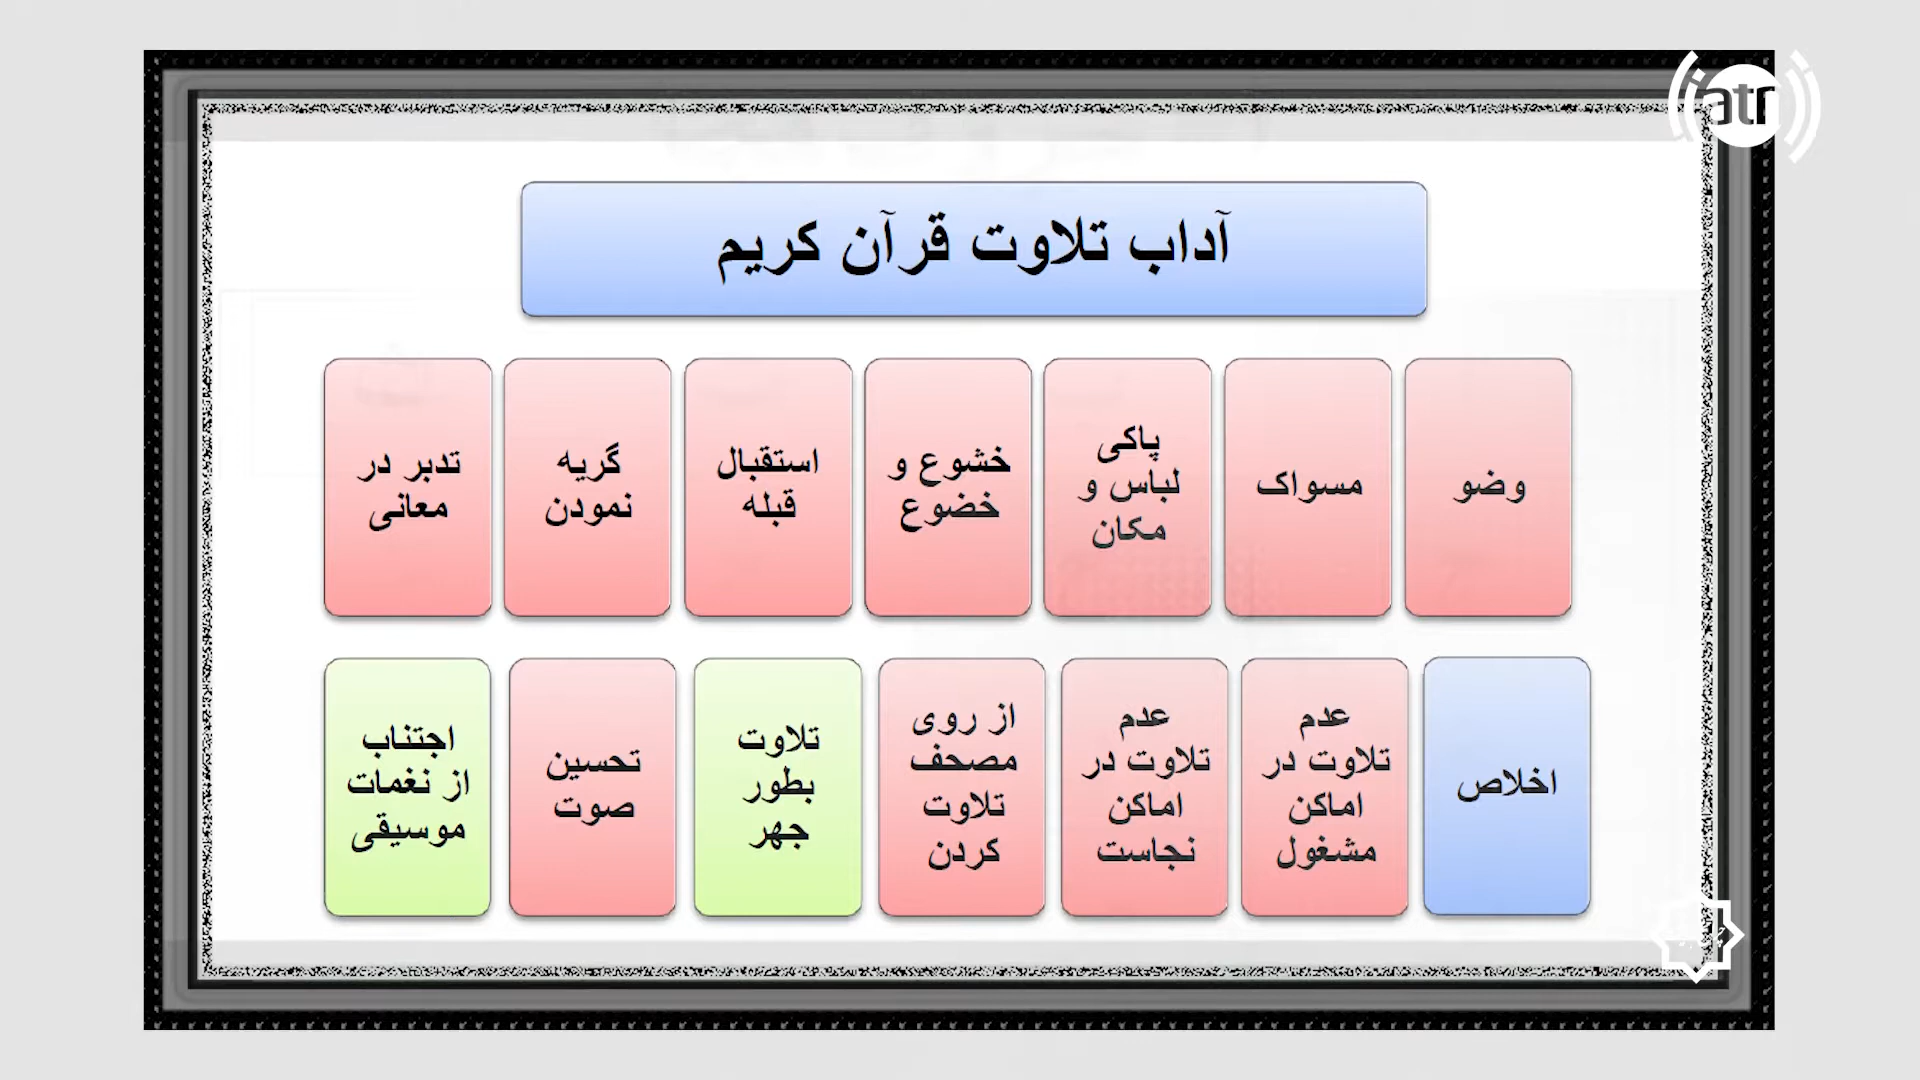 atr
آداب تلاوت قرآن کریم
وضو
مسواک
پاکی
لباس و
مکان
خشوع و
خضوع
استقبال
قبله
گریه
نمودن
تدبر در
معانی
اخلاص
عدم
تلاوت در
اماکن
مشغول
عدم
تلاوت در
اماکن
نجاست
از روی
مصحف
تلاوت
کردن
تلاوت
بطور
جهر
تحسین
صوت
اجتناب
از نغمات
موسیقی